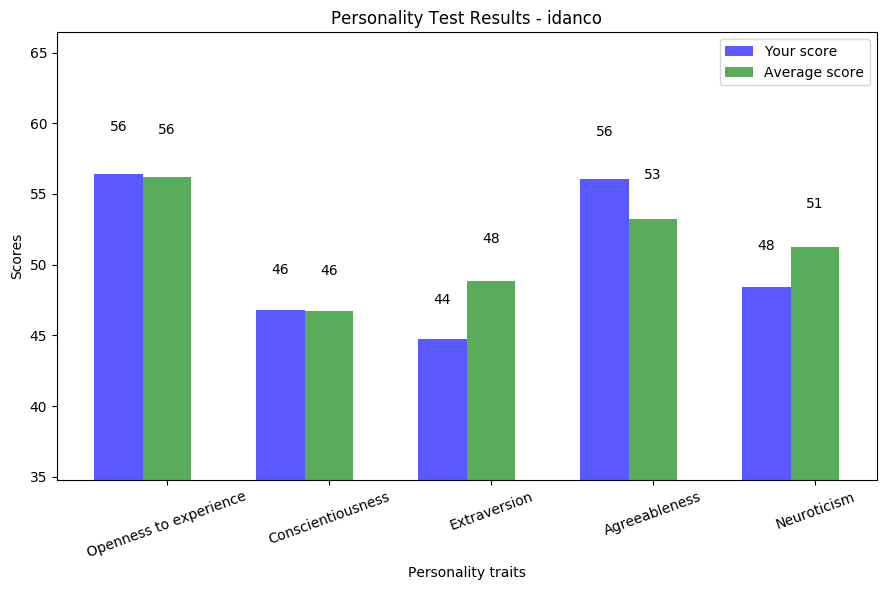 Personality Test Results - idanco
Your score
Average score
65
60
55
50
45
40
35
Scores
56
56
46
46
44
48
56
53
48
51
Openness to experience
Conscientiousness
Extraversion
Agreeableness
Neuroticism
Personality traits